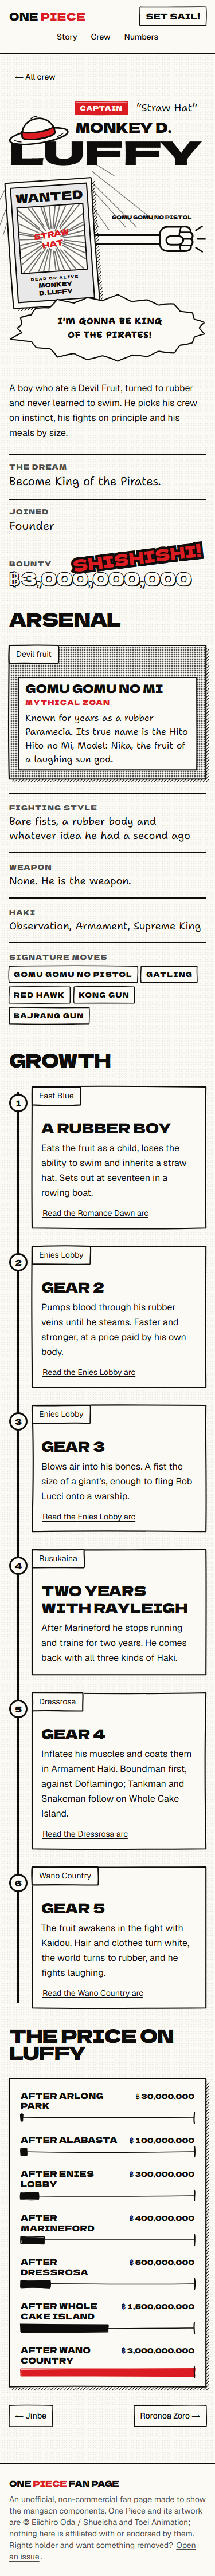 ONE PIECE
SET SAIL!
Story Crew Numbers
← All crew
CAPTAIN "Straw Hat"
MONKEY D.
LUFFY
WANTED
STRAW
HAT
DEAD OR ALIVE
MONKEY
D. LUFFY
GOMU GOMU NO PISTOL
I'M GONNA BE KING
OF THE PIRATES!
A boy who ate a Devil Fruit, turned to rubber
and never learned to swim. He picks his crew
on instinct, his fights on principle and his
meals by size.
THE DREAM
Become King of the Pirates.
JOINED
Founder
SHISHISHI!
BOUNTY
฿3,000,000,000
ARSENAL
Devil fruit
GOMU GOMU NO MI
MYTHICAL ZOAN
Known for years as a rubber
Paramecia. Its true name is the Hito
Hito no Mi, Model: Nika, the fruit of
a laughing sun god.
FIGHTING STYLE
Bare fists, a rubber body and
whatever idea he had a second ago
WEAPON
None. He is the weapon.
HAKI
Observation, Armament, Supreme King
SIGNATURE MOVES
GOMU GOMU NO PISTOL GATLING
RED HAWK KONG GUN
BAJRANG GUN
GROWTH
1
East Blue
A RUBBER BOY
Eats the fruit as a child, loses the
ability to swim and inherits a straw
hat. Sets out at seventeen in a
rowing boat.
Read the Romance Dawn arc
2
Enies Lobby
GEAR 2
Pumps blood through his rubber
veins until he steams. Faster and
stronger, at a price paid by his own
body.
Read the Enies Lobby arc
3
Enies Lobby
GEAR 3
Blows air into his bones. A fist the
size of a giant's, enough to fling Rob
Lucci onto a warship.
Read the Enies Lobby arc
4
Rusukaina
TWO YEARS
WITH RAYLEIGH
After Marineford he stops running
and trains for two years. He comes
back with all three kinds of Haki.
5
Dressrosa
GEAR 4
Inflates his muscles and coats them
in Armament Haki. Boundman first,
against Doflamingo; Tankman and
Snakeman follow on Whole Cake
Island.
Read the Dressrosa arc
6
Wano Country
GEAR 5
The fruit awakens in the fight with
Kaidou. Hair and clothes turn white,
the world turns to rubber, and he
fights laughing.
Read the Wano Country arc
THE PRICE ON
LUFFY
AFTER ARLONG
PARK
฿30,000,000
AFTER ALABASTA ฿100,000,000
AFTER ENIES
LOBBY
฿300,000,000
AFTER
MARINEFORD
฿400,000,000
AFTER
DRESSROSA
฿500,000,000
AFTER WHOLE
CAKE ISLAND
฿1,500,000,000
AFTER WANO
COUNTRY
฿3,000,000,000
← Jinbe
Roronoa Zoro →
ONE PIECE FAN PAGE
An unofficial, non-commercial fan page made to show
the mangacn components. One Piece and its artwork
are © Eiichiro Oda / Shueisha and Toei Animation;
nothing here is affiliated with or endorsed by them.
Rights holder and want something removed? Open
an issue.